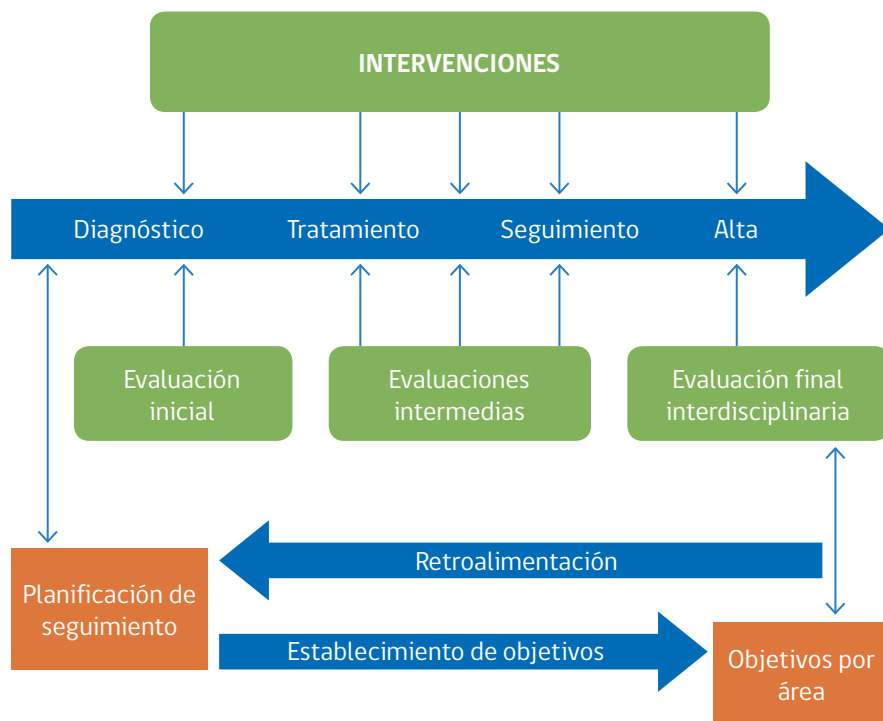 INTERVENCIONES
Diagnóstico Tratamiento Seguimiento Alta
Evaluación
inicial
Evaluaciones
intermedias
Evaluación final
interdisciplinaria
Retroalimentación
Planificación de
seguimiento
Establecimiento de objetivos
Objetivos por
área